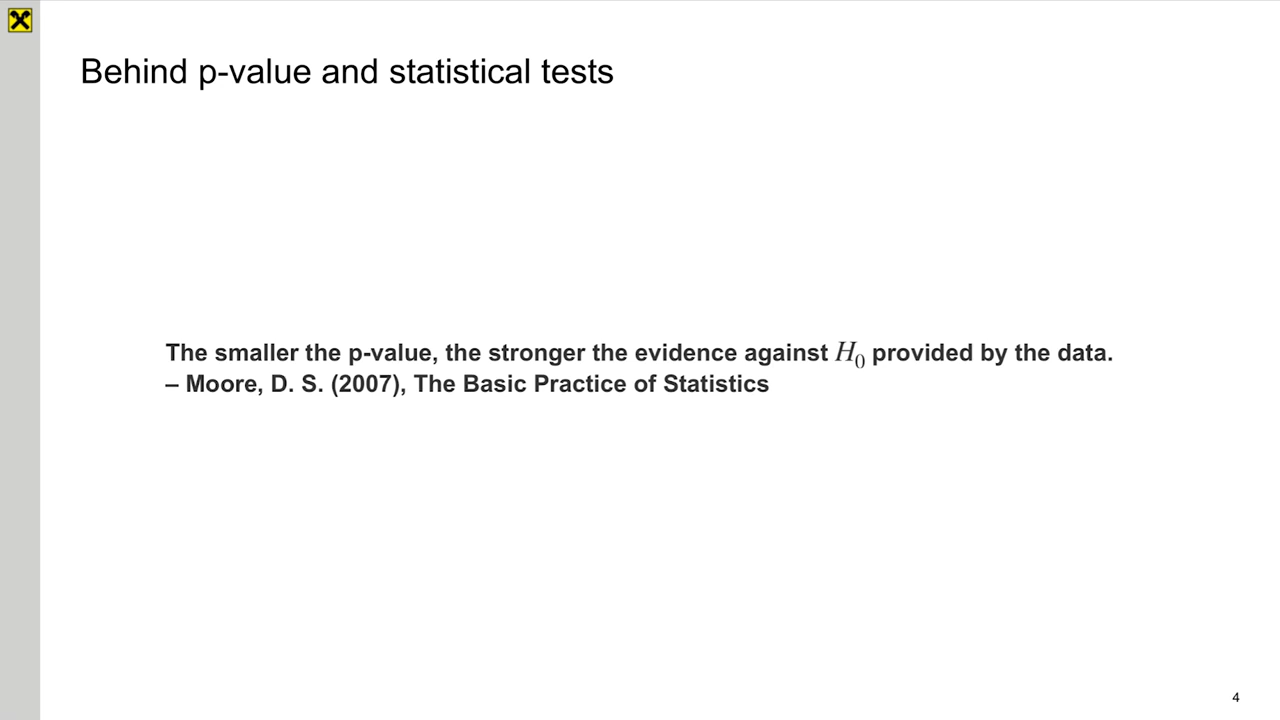 Behind p-value and statistical tests
The smaller the p-value, the stronger the evidence against H₀ provided by the data.
– Moore, D. S. (2007), The Basic Practice of Statistics
4